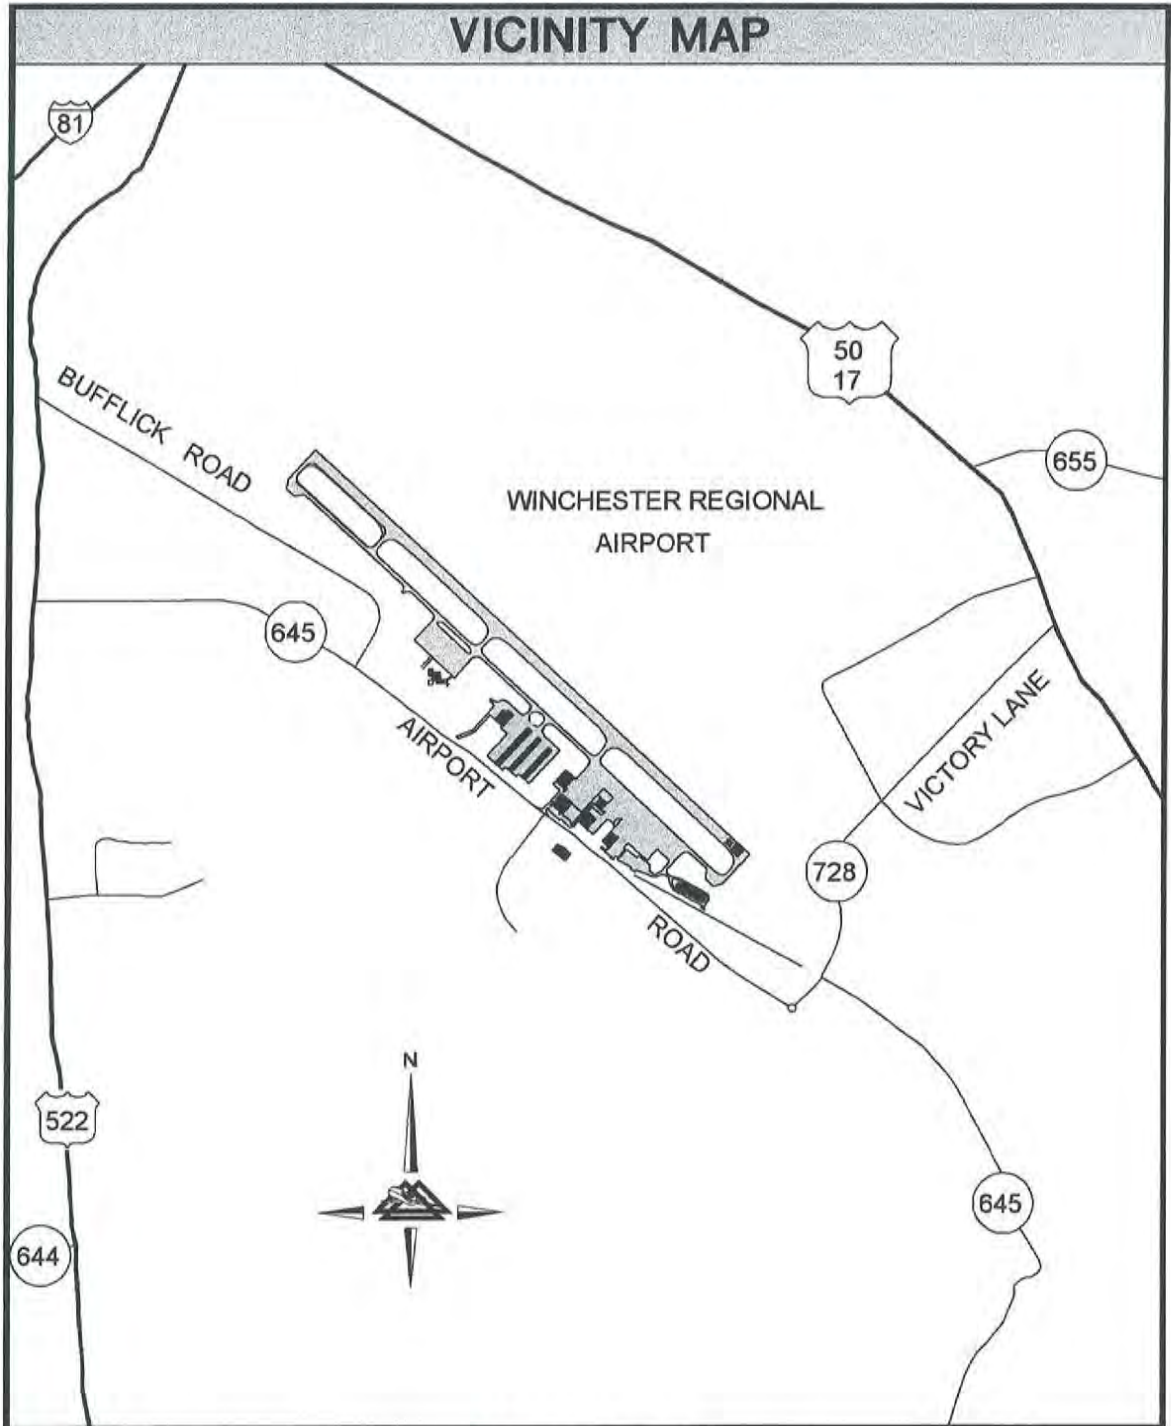 VICINITY MAP
81
50
17
BUFFLICK ROAD
655
WINCHESTER REGIONAL
AIRPORT
645
AIRPORT
VICTORY LANE
728
ROAD
N
522
645
644